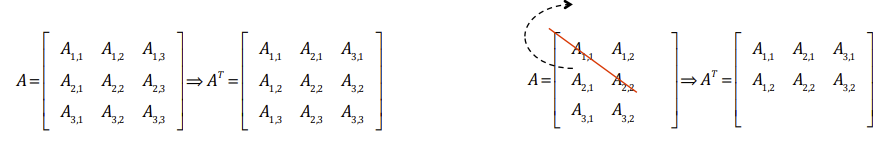 A = [ A1,1 A1,2 A1,3 ⇒ A^T = [ A1,1 A2,1 A3,1
A2,1 A2,2 A2,3 A1,2 A2,2 A3,2
A3,1 A3,2 A3,3 ] A1,3 A2,3 A3,3 ]
A = [ A1,1 A1,2 ⇒ A^T = [ A1,1 A2,1 A3,1
A2,1 A2,2 A1,2 A2,2 A3,2 ]
A3,1 A3,2 ]